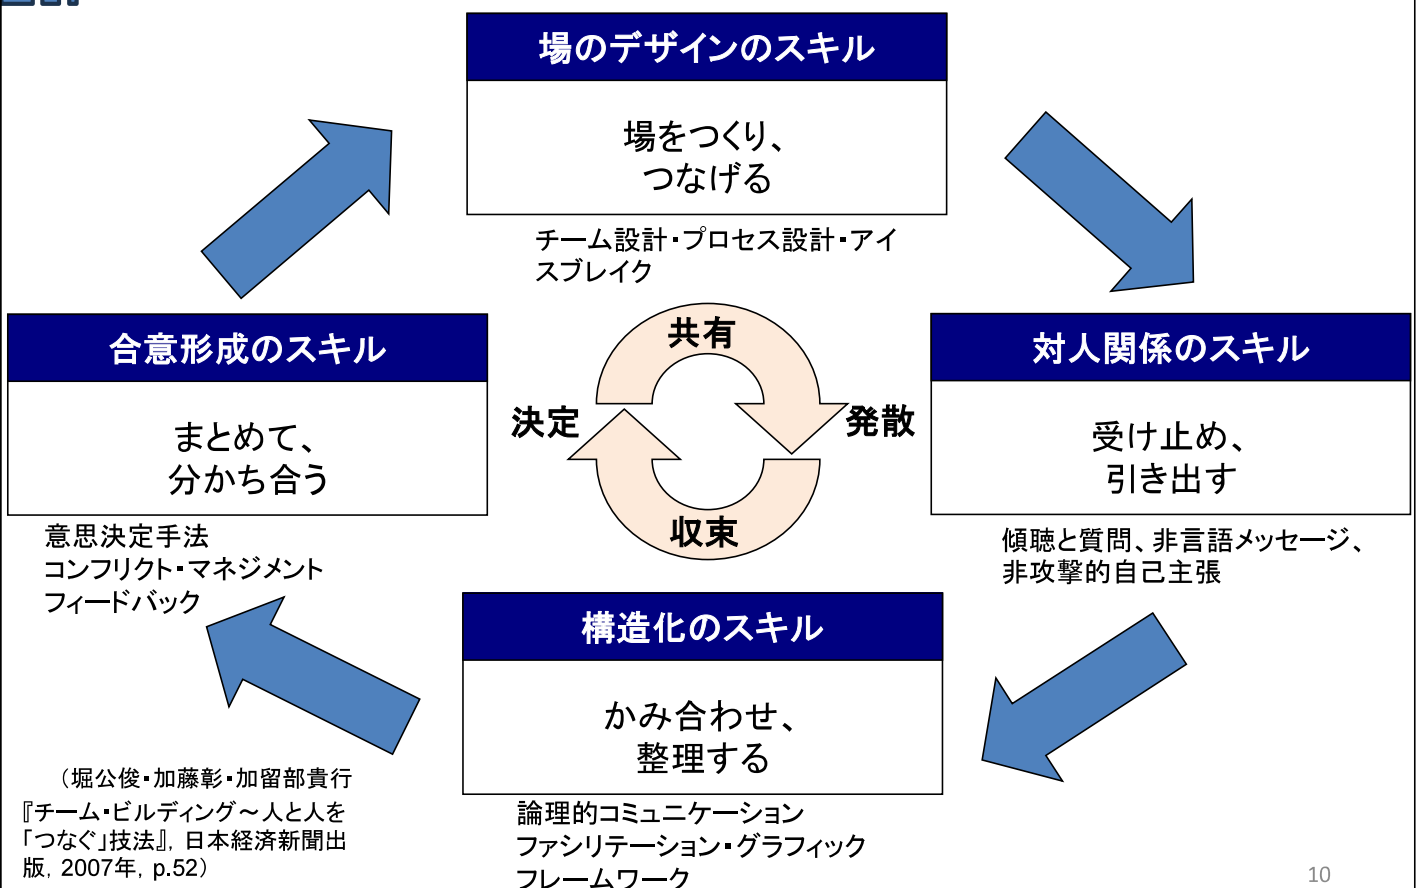 場のデザインのスキル
場をつくり、
つなげる
チーム設計・プロセス設計・アイ
スブレイク
合意形成のスキル
まとめて、
分かち合う
意思決定手法
コンフリクト・マネジメント
フィードバック
共有
決定
発散
収束
対人関係のスキル
受け止め、
引き出す
傾聴と質問、非言語メッセージ、
非攻撃的自己主張
構造化のスキル
かみ合わせ、
整理する
論理的コミュニケーション
ファシリテーション・グラフィック
フレームワーク
（堀公俊・加藤彰・加留部貴行
『チーム・ビルディング～人と人を
「つなぐ」技法』，日本経済新聞出
版，2007年，p.52）
10